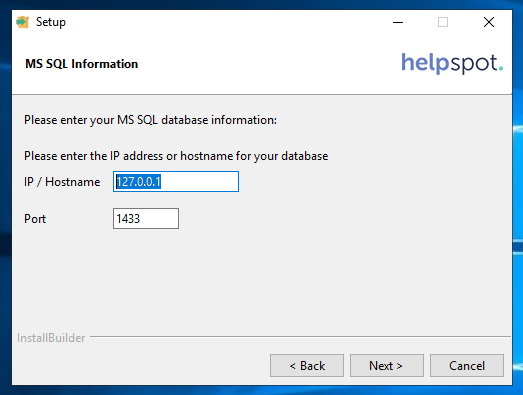 Setup
MS SQL Information
helpspot.
Please enter your MS SQL database information:
Please enter the IP address or hostname for your database
IP / Hostname 127.0.0.1
Port 1433
InstallBuilder
< Back Next > Cancel